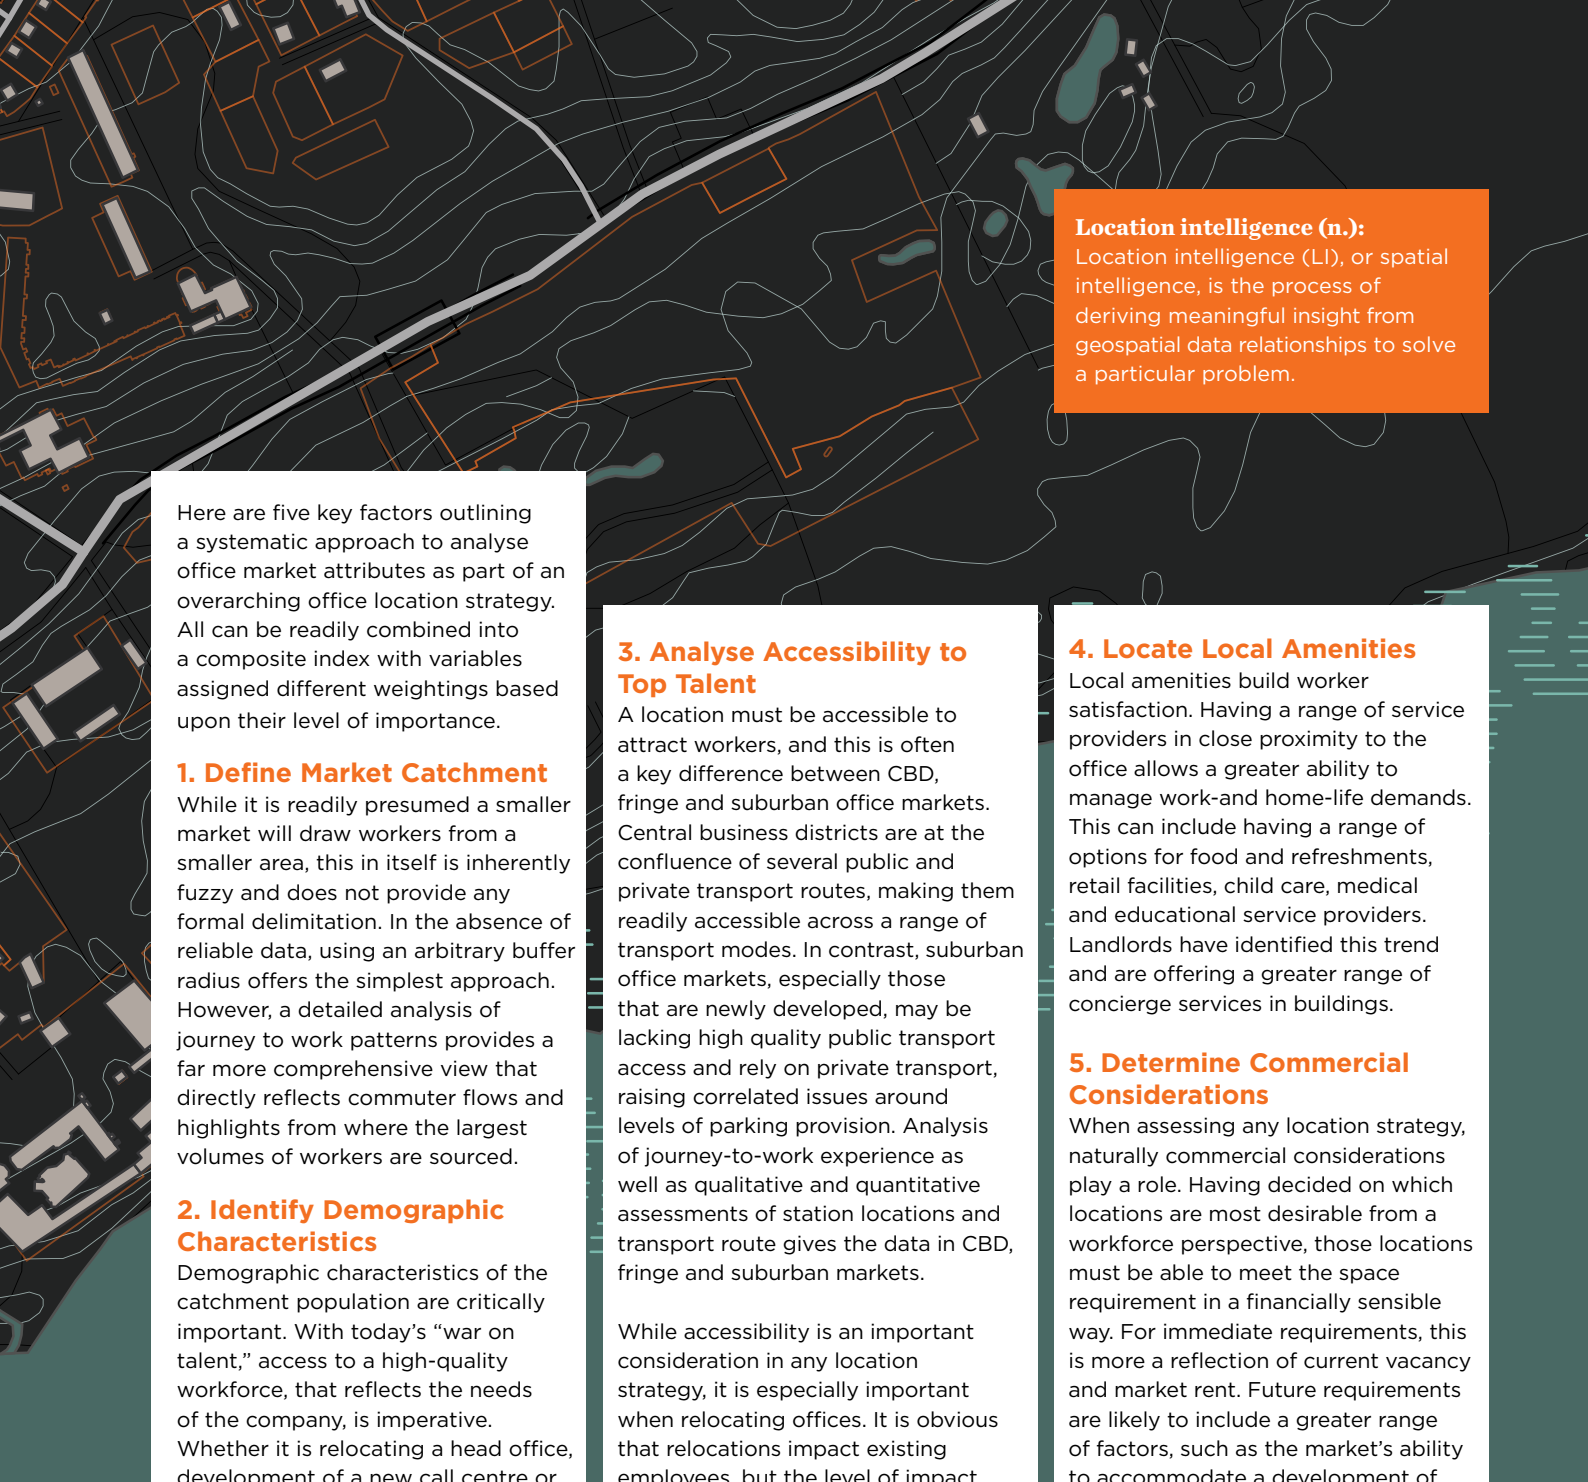 Location intelligence (n.):
Location intelligence (LI), or spatial
intelligence, is the process of
deriving meaningful insight from
geospatial data relationships to solve
a particular problem.
Here are five key factors outlining
a systematic approach to analyse
office market attributes as part of an
overarching office location strategy.
All can be readily combined into
a composite index with variables
assigned different weightings based
upon their level of importance.
1. Define Market Catchment
While it is readily presumed a smaller
market will draw workers from a
smaller area, this in itself is inherently
fuzzy and does not provide any
formal delimitation. In the absence of
reliable data, using an arbitrary buffer
radius offers the simplest approach.
However, a detailed analysis of
journey to work patterns provides a
far more comprehensive view that
directly reflects commuter flows and
highlights from where the largest
volumes of workers are sourced.
2. Identify Demographic
Characteristics
Demographic characteristics of the
catchment population are critically
important. With today's “war on
talent,” access to a high-quality
workforce, that reflects the needs
of the company, is imperative.
Whether it is relocating a head office,
development of a new call centre or
3. Analyse Accessibility to
Top Talent
A location must be accessible to
attract workers, and this is often
a key difference between CBD,
fringe and suburban office markets.
Central business districts are at the
confluence of several public and
private transport routes, making them
readily accessible across a range of
transport modes. In contrast, suburban
office markets, especially those
that are newly developed, may be
lacking high quality public transport
access and rely on private transport,
raising correlated issues around
levels of parking provision. Analysis
of journey-to-work experience as
well as qualitative and quantitative
assessments of station locations and
transport route gives the data in CBD,
fringe and suburban markets.
While accessibility is an important
consideration in any location
strategy, it is especially important
when relocating offices. It is obvious
that relocations impact existing
employees, but the level of impact
4. Locate Local Amenities
Local amenities build worker
satisfaction. Having a range of service
providers in close proximity to the
office allows a greater ability to
manage work-and home-life demands.
This can include having a range of
options for food and refreshments,
retail facilities, child care, medical
and educational service providers.
Landlords have identified this trend
and are offering a greater range of
concierge services in buildings.
5. Determine Commercial
Considerations
When assessing any location strategy,
naturally commercial considerations
play a role. Having decided on which
locations are most desirable from a
workforce perspective, those locations
must be able to meet the space
requirement in a financially sensible
way. For immediate requirements, this
is more a reflection of current vacancy
and market rent. Future requirements
are likely to include a greater range
of factors, such as the market's ability
to accommodate a development of